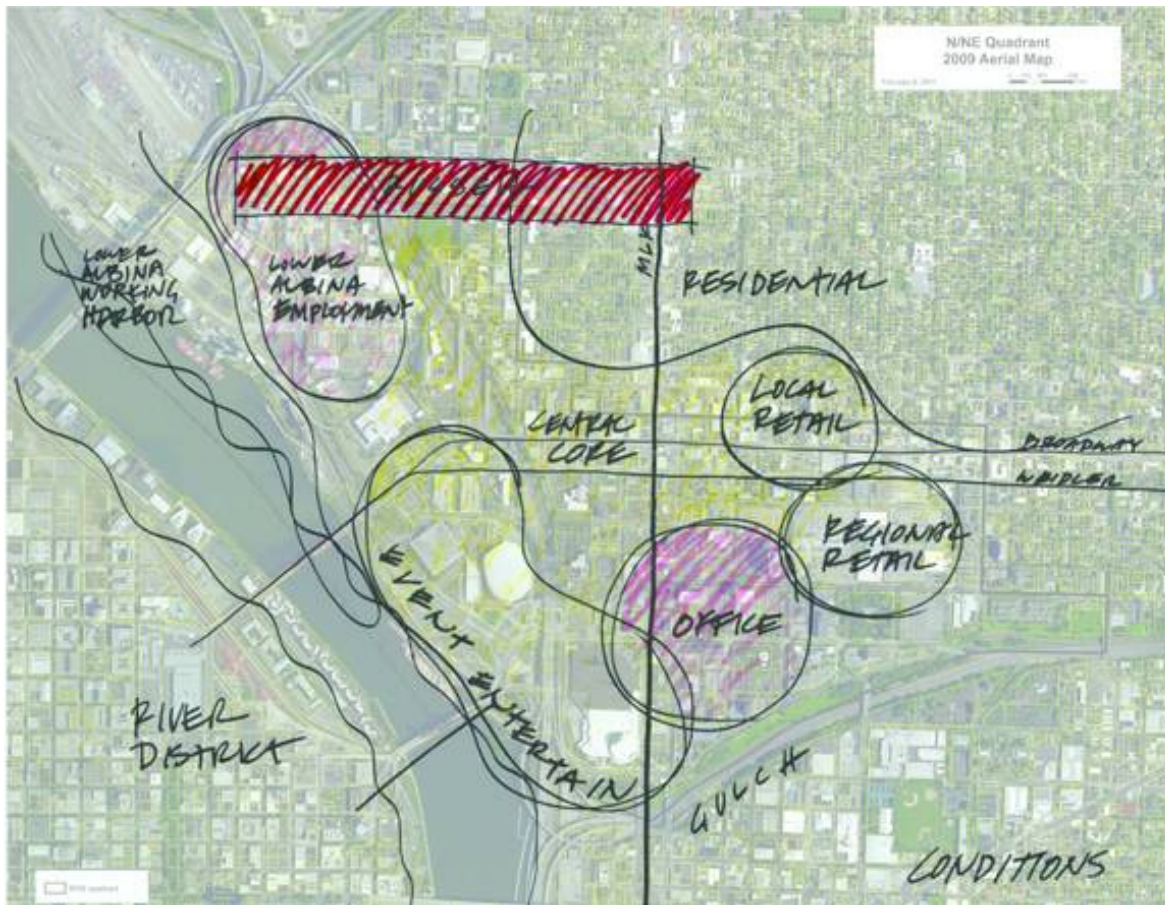 N/NE Quadrant
2009 Aerial Map
RUSSELL
MLK
LOWER
ALBINA
WORKING
HARBOR
LOWER
ALBINA
EMPLOYMENT
RESIDENTIAL
LOCAL
RETAIL
CENTRAL
CORE
BROADWAY
WEIDLER
REGIONAL
RETAIL
EVENT ENTERTAIN
OFFICE
RIVER
DISTRICT
GULCH
CONDITIONS